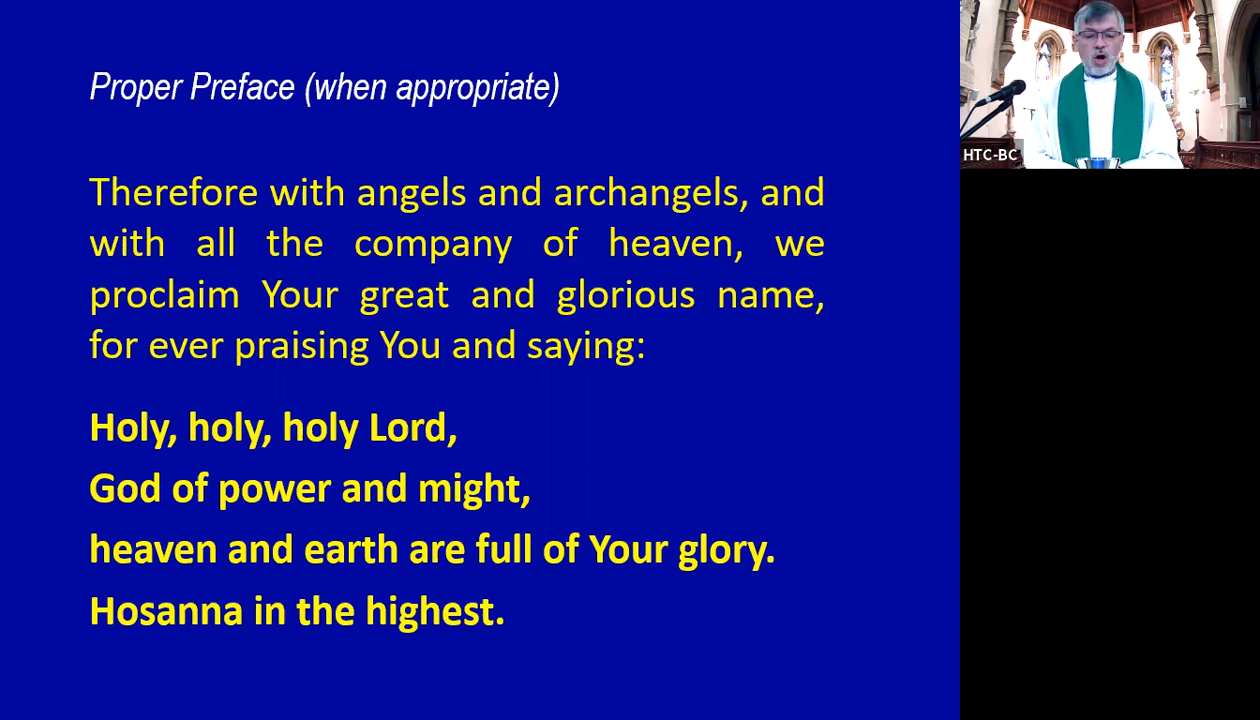 Proper Preface (when appropriate)
Therefore with angels and archangels, and
with all the company of heaven, we
proclaim Your great and glorious name,
for ever praising You and saying:
Holy, holy, holy Lord,
God of power and might,
heaven and earth are full of Your glory.
Hosanna in the highest.
HTC-BC